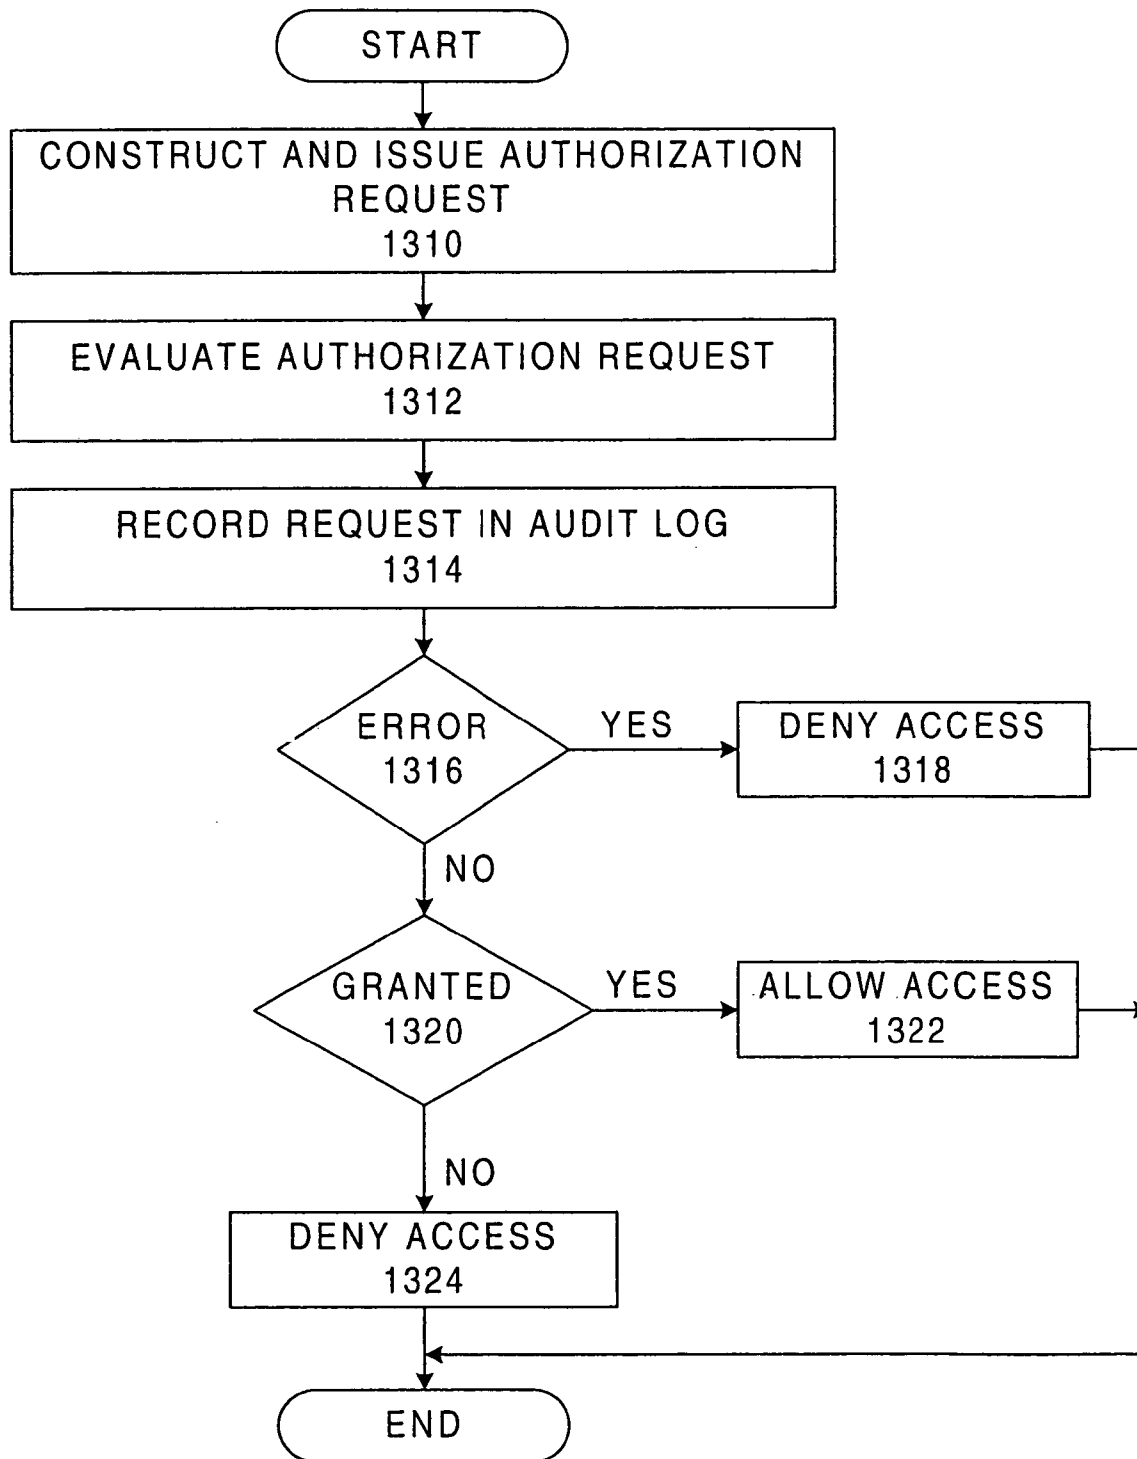 START
CONSTRUCT AND ISSUE AUTHORIZATION
REQUEST
1310
EVALUATE AUTHORIZATION REQUEST
1312
RECORD REQUEST IN AUDIT LOG
1314
ERROR
1316
YES
DENY ACCESS
1318
NO
GRANTED
1320
YES
ALLOW ACCESS
1322
NO
DENY ACCESS
1324
END